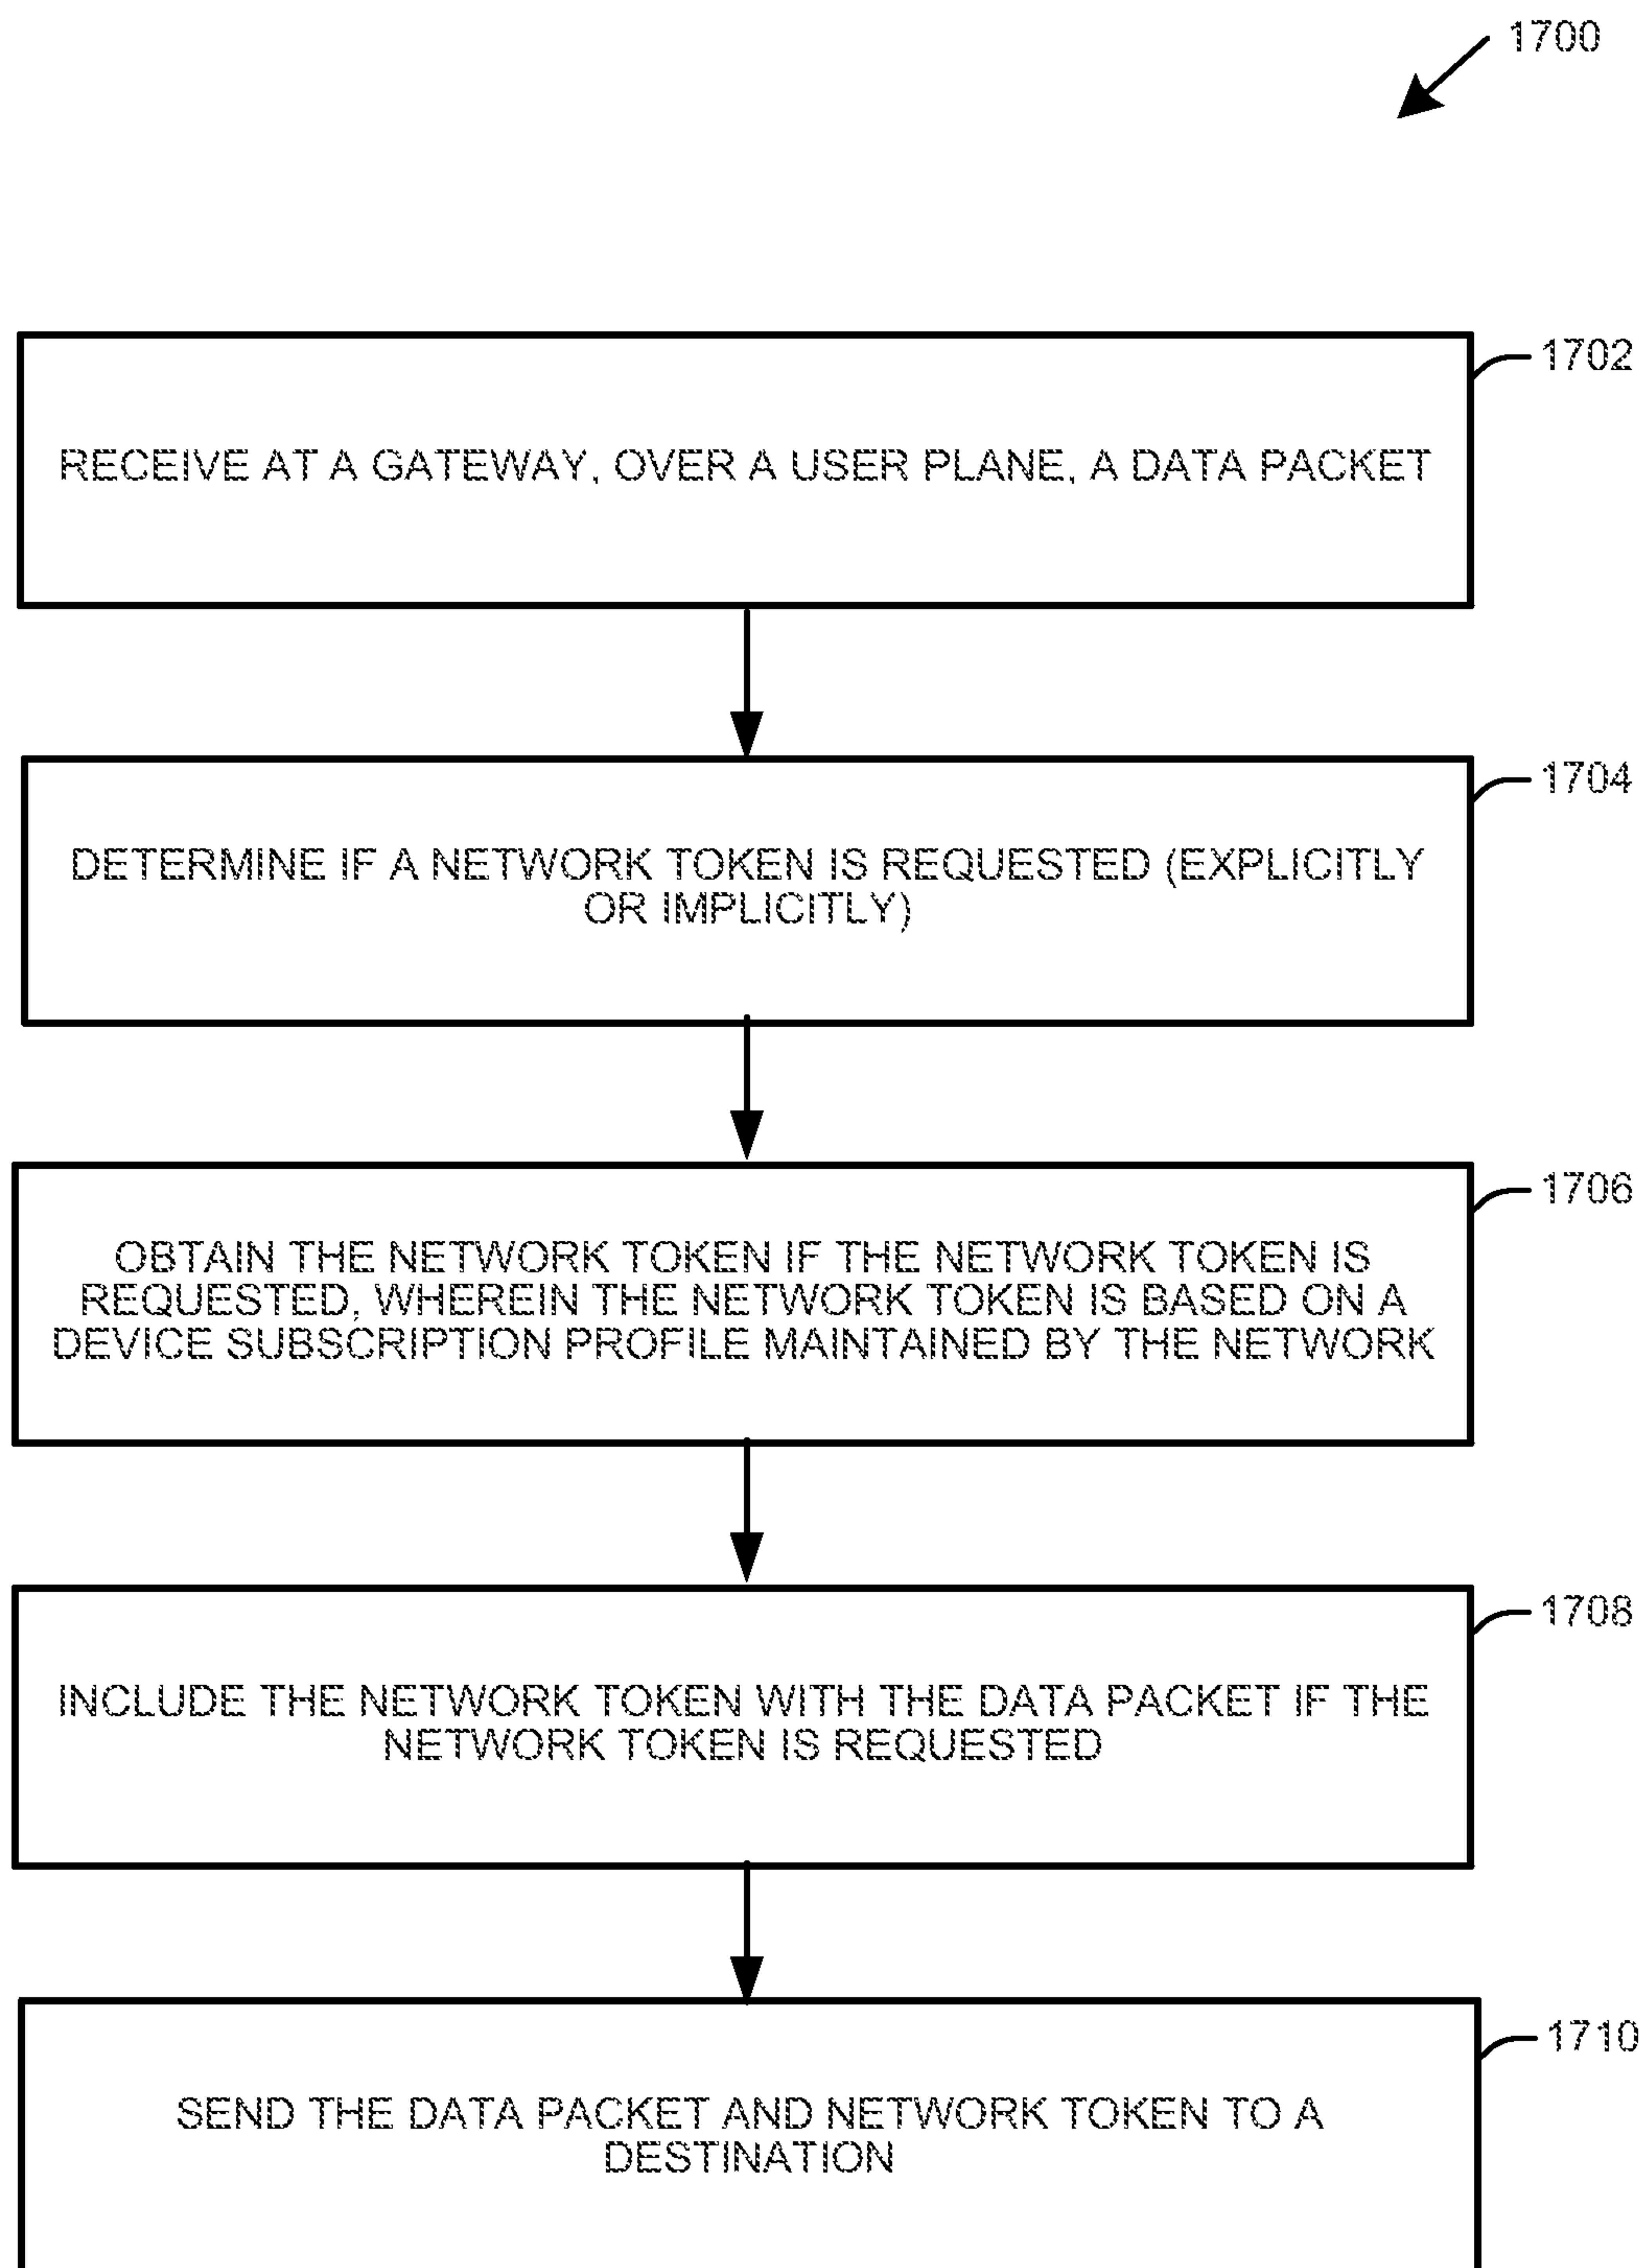 1700
1702
RECEIVE AT A GATEWAY, OVER A USER PLANE, A DATA PACKET
1704
DETERMINE IF A NETWORK TOKEN IS REQUESTED (EXPLICITLY
OR IMPLICITLY)
1706
OBTAIN THE NETWORK TOKEN IF THE NETWORK TOKEN IS
REQUESTED, WHEREIN THE NETWORK TOKEN IS BASED ON A
DEVICE SUBSCRIPTION PROFILE MAINTAINED BY THE NETWORK
1708
INCLUDE THE NETWORK TOKEN WITH THE DATA PACKET IF THE
NETWORK TOKEN IS REQUESTED
1710
SEND THE DATA PACKET AND NETWORK TOKEN TO A
DESTINATION